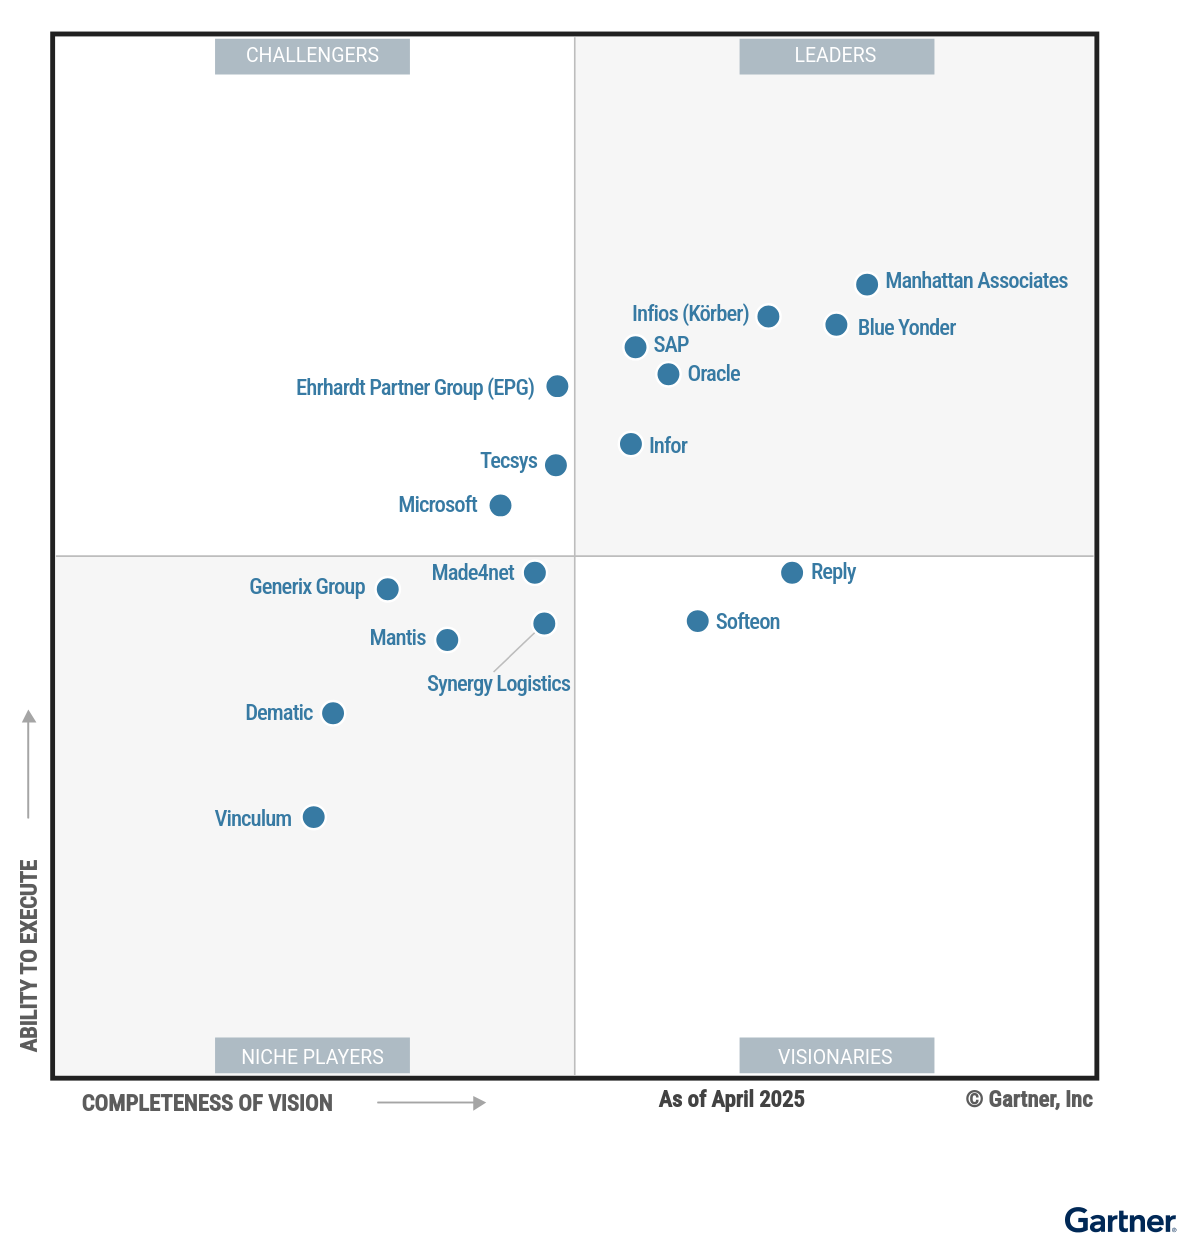 CHALLENGERS
LEADERS
Manhattan Associates
Infios (Körber)
Blue Yonder
SAP
Oracle
Ehrhardt Partner Group (EPG)
Infor
Tecsys
Microsoft
Made4net
Reply
Generix Group
Softeon
Mantis
Synergy Logistics
Dematic
Vinculum
ABILITY TO EXECUTE
NICHE PLAYERS
VISIONARIES
COMPLETENESS OF VISION
As of April 2025
© Gartner, Inc
Gartner®